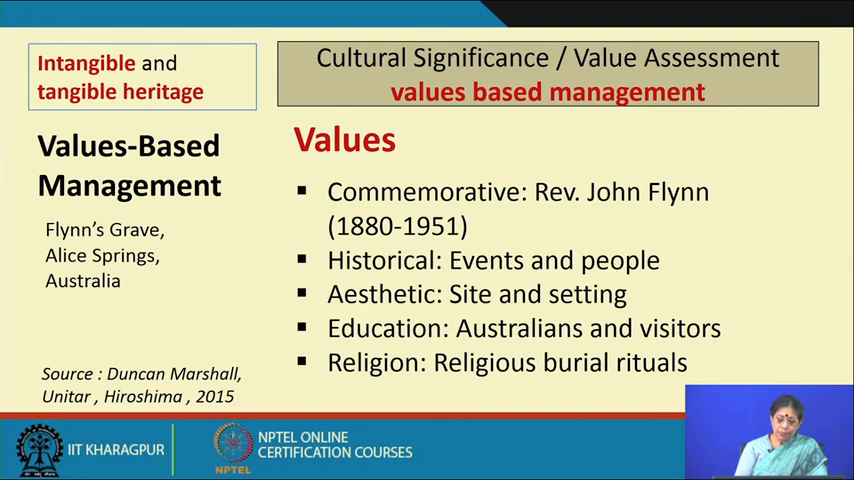 Intangible and
tangible heritage
Cultural Significance / Value Assessment
values based management
Values-Based
Management
Flynn's Grave,
Alice Springs,
Australia
Source : Duncan Marshall,
Unitar , Hiroshima , 2015
Values
▪ Commemorative: Rev. John Flynn
(1880-1951)
▪ Historical: Events and people
▪ Aesthetic: Site and setting
▪ Education: Australians and visitors
▪ Religion: Religious burial rituals
IIT KHARAGPUR
NPTEL
NPTEL ONLINE
CERTIFICATION COURSES